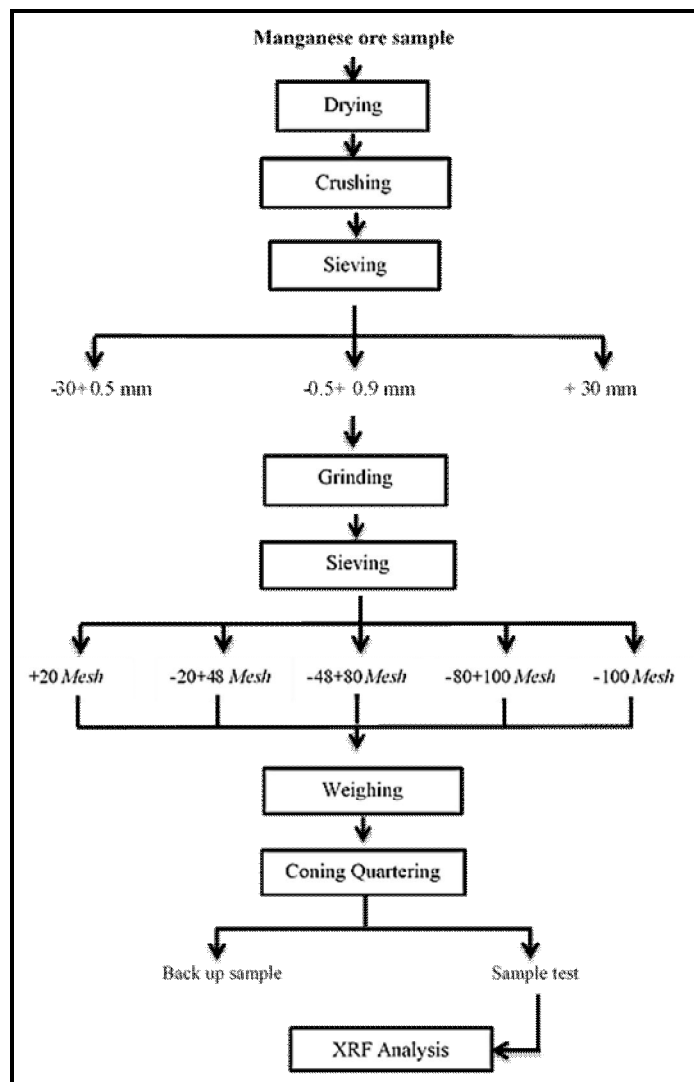 Manganese ore sample
Drying
Crushing
Sieving
-30+0.5 mm -0.5+ 0.9 mm + 30 mm
Grinding
Sieving
+20 Mesh -20+48 Mesh -48+80 Mesh -80+100 Mesh -100 Mesh
Weighing
Coning Quartering
Back up sample Sample test
XRF Analysis